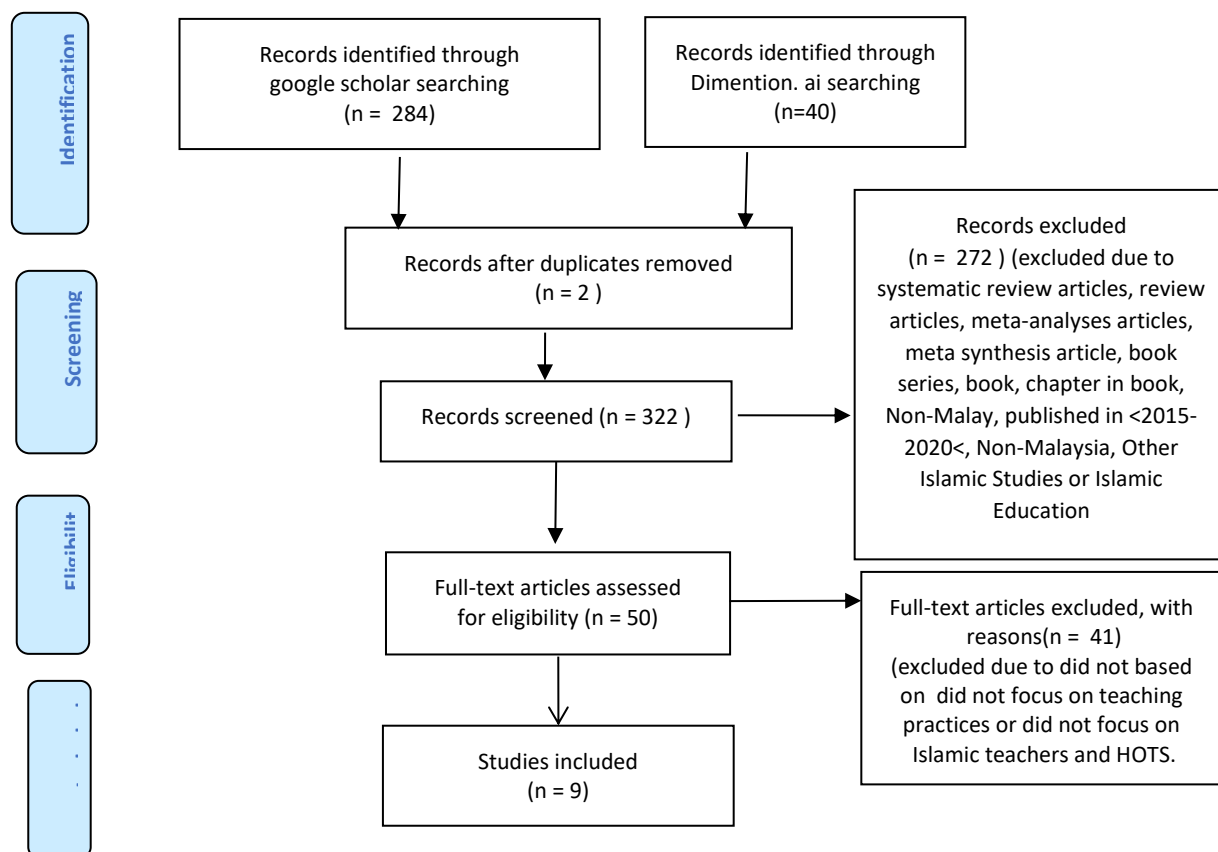 Identification
Records identified through
google scholar searching
(n = 284)
Records identified through
Dimention. ai searching
(n=40)
Records after duplicates removed
(n = 2 )
Screening
Records screened (n = 322 )
Records excluded
(n = 272 ) (excluded due to
systematic review articles, review
articles, meta-analyses articles,
meta synthesis article, book
series, book, chapter in book,
Non-Malay, published in <2015-
2020<, Non-Malaysia, Other
Islamic Studies or Islamic
Education
Full-text articles assessed
for eligibility (n = 50)
Full-text articles excluded, with
reasons(n = 41)
(excluded due to did not based
on did not focus on teaching
practices or did not focus on
Islamic teachers and HOTS.
Studies included
(n = 9)